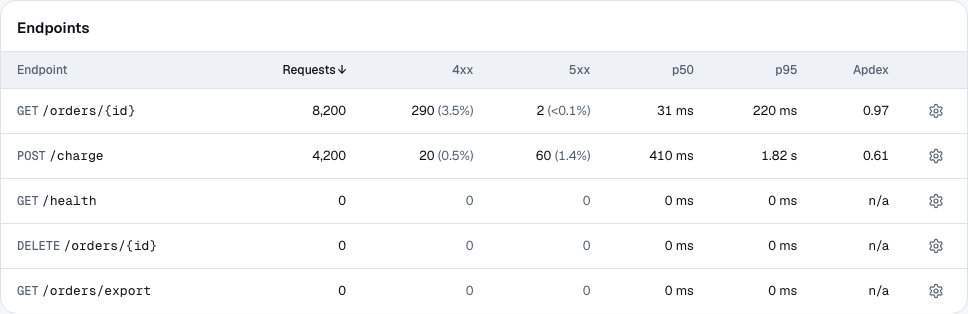 Endpoints
Endpoint Requests↓ 4xx 5xx p50 p95 Apdex
GET /orders/{id} 8,200 290 (3.5%) 2 (<0.1%) 31 ms 220 ms 0.97
POST /charge 4,200 20 (0.5%) 60 (1.4%) 410 ms 1.82 s 0.61
GET /health 0 0 0 0 ms 0 ms n/a
DELETE /orders/{id} 0 0 0 0 ms 0 ms n/a
GET /orders/export 0 0 0 0 ms 0 ms n/a